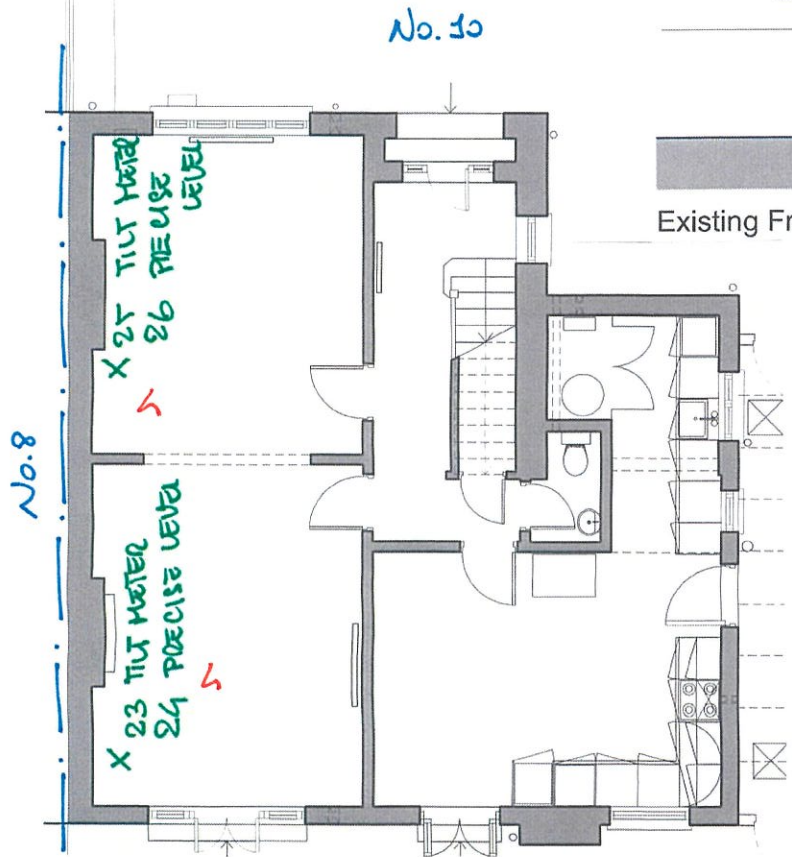 No. 10
Existing Fr
X 25 TILT METER
26 PRECISE
LEVEL
No. 8
X 23 TILT METER
24 PRECISE LEVEL